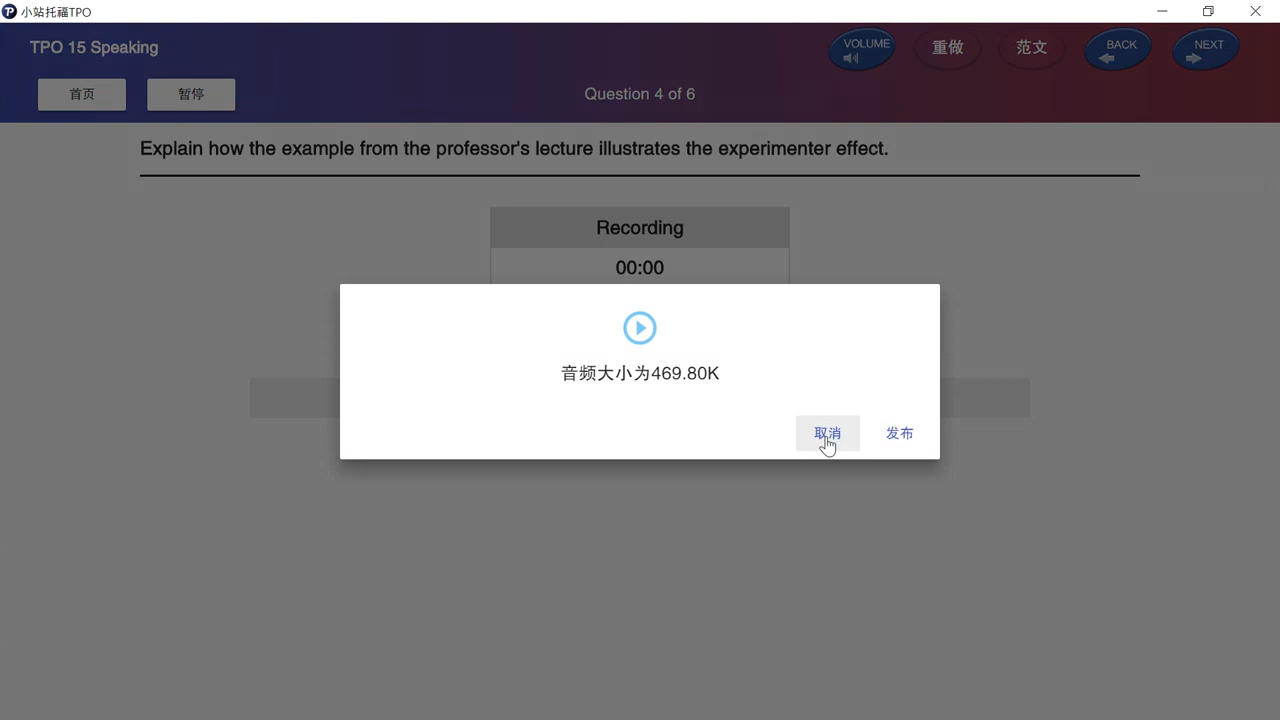 小站托福TPO
TPO 15 Speaking
VOLUME
重做
范文
BACK
NEXT
首页
暂停
Question 4 of 6
Explain how the example from the professor's lecture illustrates the experimenter effect.
Recording
00:00
音频大小为469.80K
取消
发布